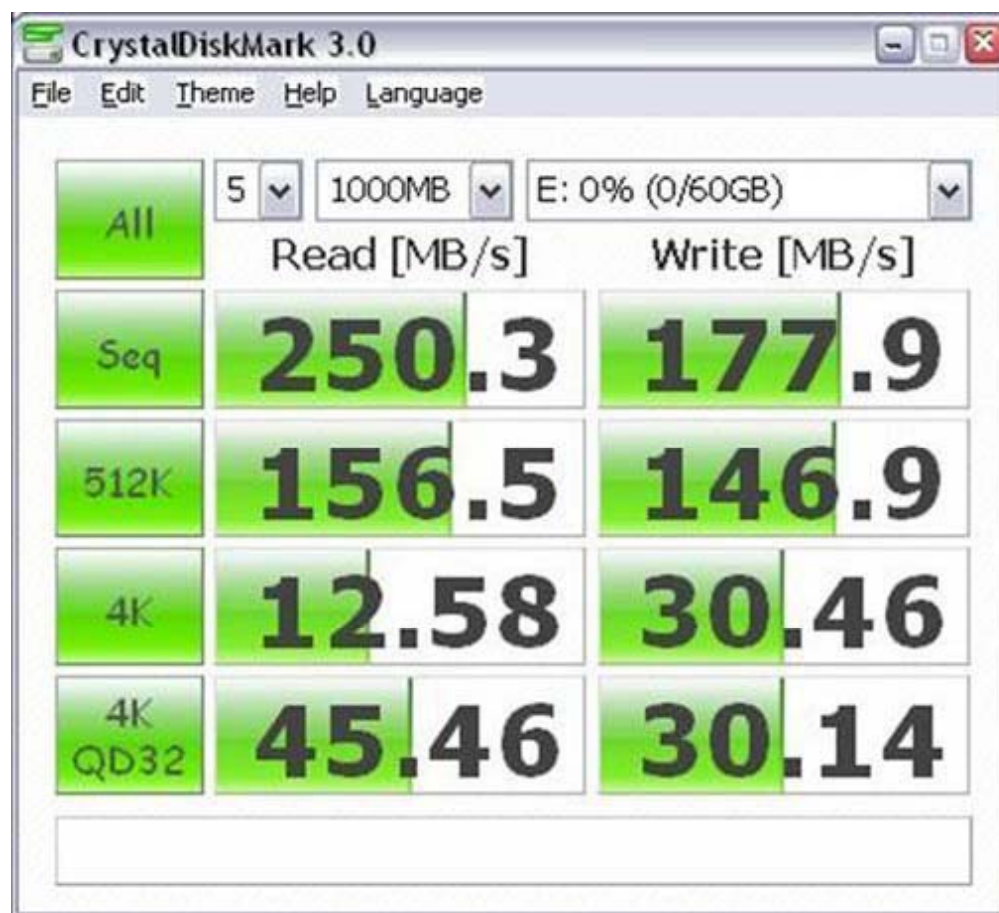 CrystalDiskMark 3.0
File Edit Theme Help Language
All 5 1000MB E: 0% (0/60GB)
Read [MB/s] Write [MB/s]
Seq 250.3 177.9
512K 156.5 146.9
4K 12.58 30.46
4K
QD32 45.46 30.14